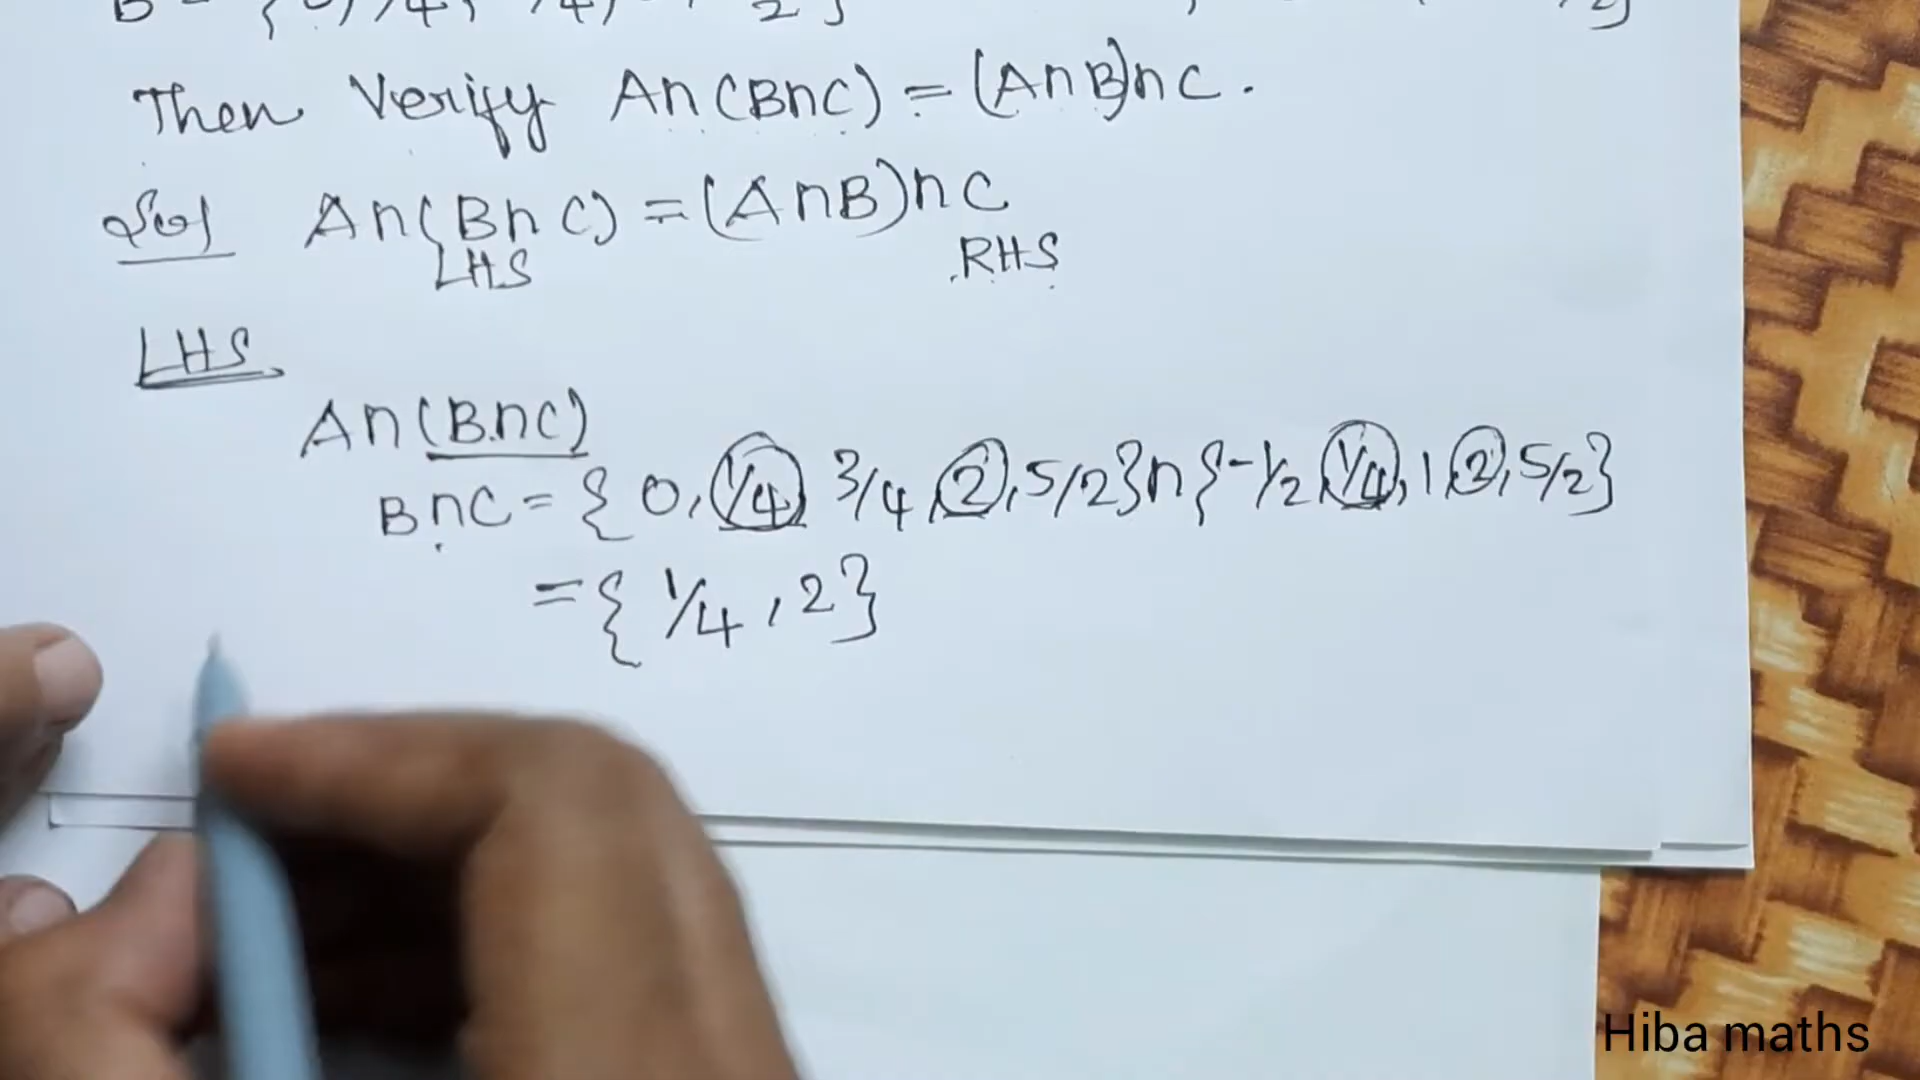 Then Verify A∩(B∩C) = (A∩B)∩C.
Sol A∩(B∩C) = (A∩B)∩C
LHS RHS
LHS
A∩(B∩C)
B∩C = {0, 1/4 3/4, 2, 5/2}∩{-1/2, 1/4, 1, 2, 5/2}
= {1/4, 2}
Hiba maths